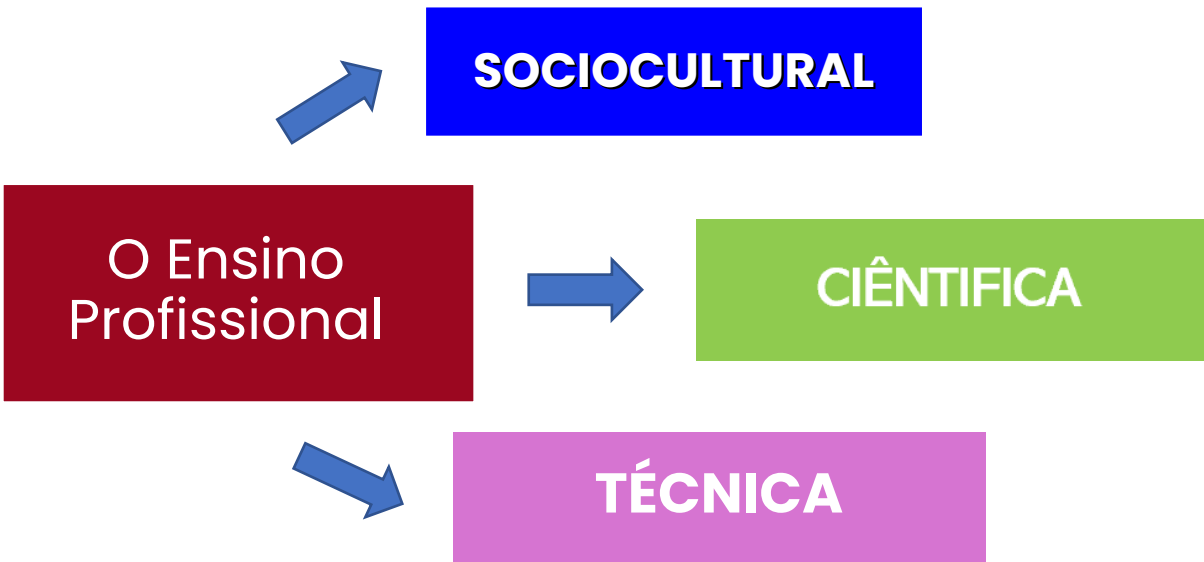 SOCIOCULTURAL
O Ensino
Profissional
CIÊNTIFICA
TÉCNICA